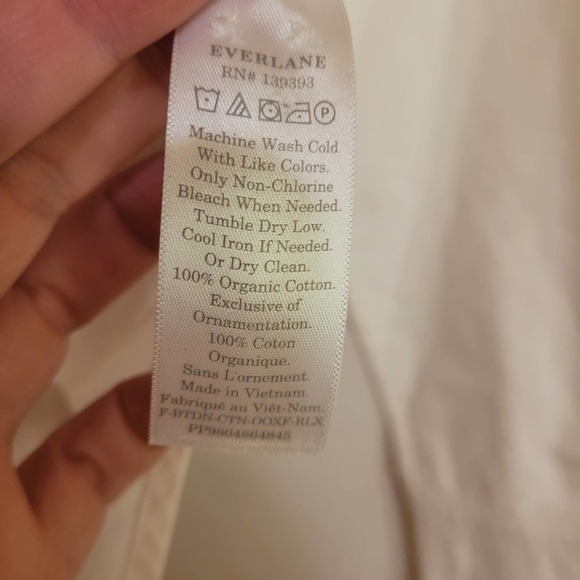 EVERLANE
RN# 139393
P
Machine Wash Cold
With Like Colors.
Only Non-Chlorine
Bleach When Needed.
Tumble Dry Low.
Cool Iron If Needed.
Or Dry Clean.
100% Organic Cotton.
Exclusive of
Ornamentation.
100% Coton
Organique.
Sans L'ornement.
Made in Vietnam.
Fabriqué au Viêt-Nam.
F-BTDN-CTN-OOXF-RLX
PP9804864845